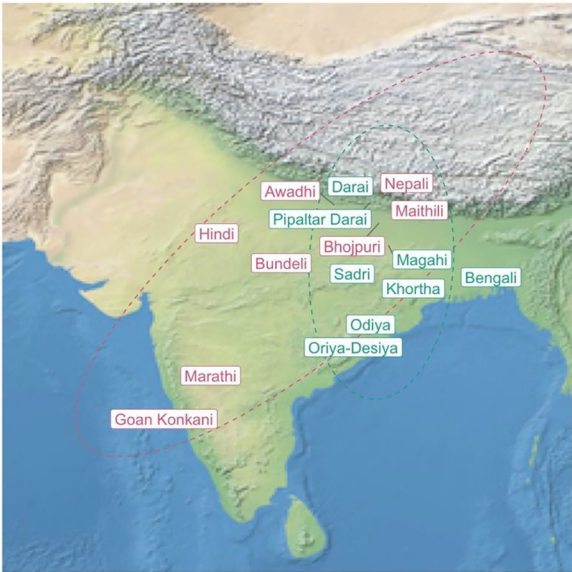 Darai
Nepali
Awadhi
Maithili
Pipaltar Darai
Hindi
Bhojpuri
Bundeli
Magahi
Sadri
Bengali
Khortha
Odiya
Oriya-Desiya
Marathi
Goan Konkani